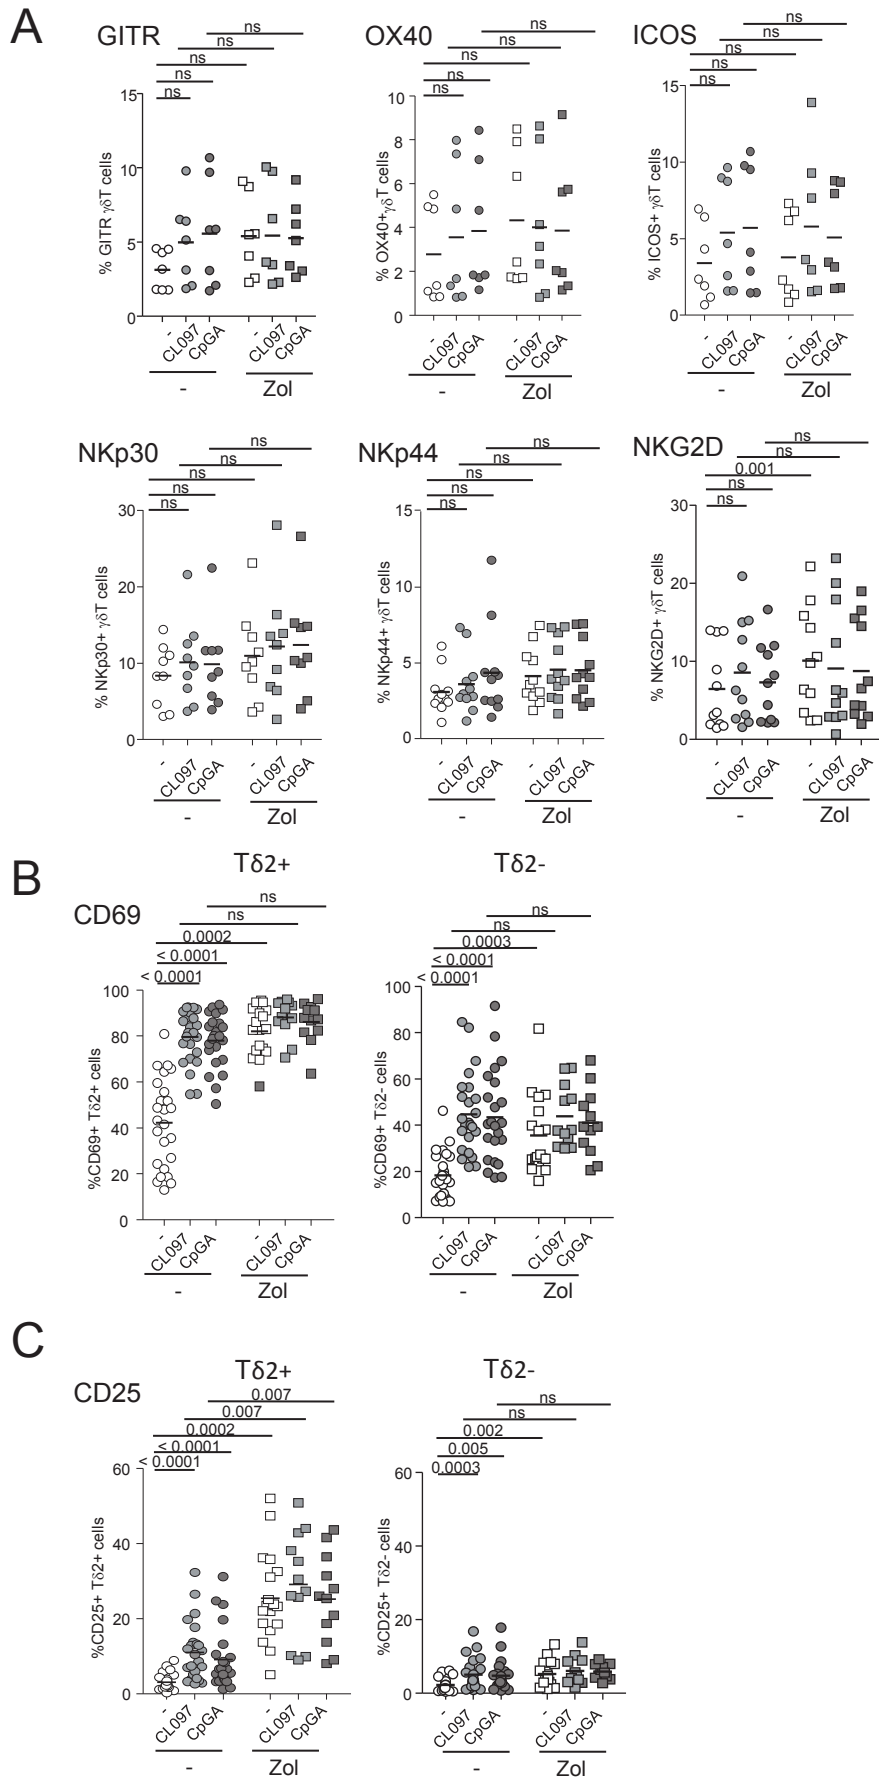 A
GITR
ns
ns
ns
ns
ns
% GITR γδT cells
15
10
5
0
-
CL097
CpGA
-
CL097
CpGA
-
Zol
OX40
ns
ns
ns
ns
ns
% OX40+γδT cells
10
8
6
4
2
0
-
CL097
CpGA
-
CL097
CpGA
-
Zol
ICOS
ns
ns
ns
ns
ns
% ICOS+ γδT cells
15
10
5
0
-
CL097
CpGA
-
CL097
CpGA
-
Zol
NKp30
ns
ns
ns
ns
ns
% NKp30+ γδT cells
30
20
10
0
-
CL097
CpGA
-
CL097
CpGA
-
Zol
NKp44
ns
ns
ns
ns
ns
% NKp44+ γδT cells
15
10
5
0
-
CL097
CpGA
-
CL097
CpGA
-
Zol
NKG2D
ns
ns
0.001
ns
ns
% NKG2D+ γδT cells
30
20
10
0
-
CL097
CpGA
-
CL097
CpGA
-
Zol
B
CD69
Tδ2+
ns
ns
0.0002
< 0.0001
< 0.0001
%CD69+ Tδ2+ cells
100
80
60
40
20
0
-
CL097
CpGA
-
CL097
CpGA
-
Zol
Tδ2-
ns
ns
0.0003
< 0.0001
< 0.0001
%CD69+ Tδ2- cells
100
80
60
40
20
0
-
CL097
CpGA
-
CL097
CpGA
-
Zol
C
CD25
Tδ2+
0.007
0.007
0.0002
< 0.0001
< 0.0001
%CD25+ Tδ2+ cells
60
40
20
0
-
CL097
CpGA
-
CL097
CpGA
-
Zol
Tδ2-
ns
ns
0.002
0.005
0.0003
%CD25+ Tδ2- cells
60
40
20
0
-
CL097
CpGA
-
CL097
CpGA
-
Zol